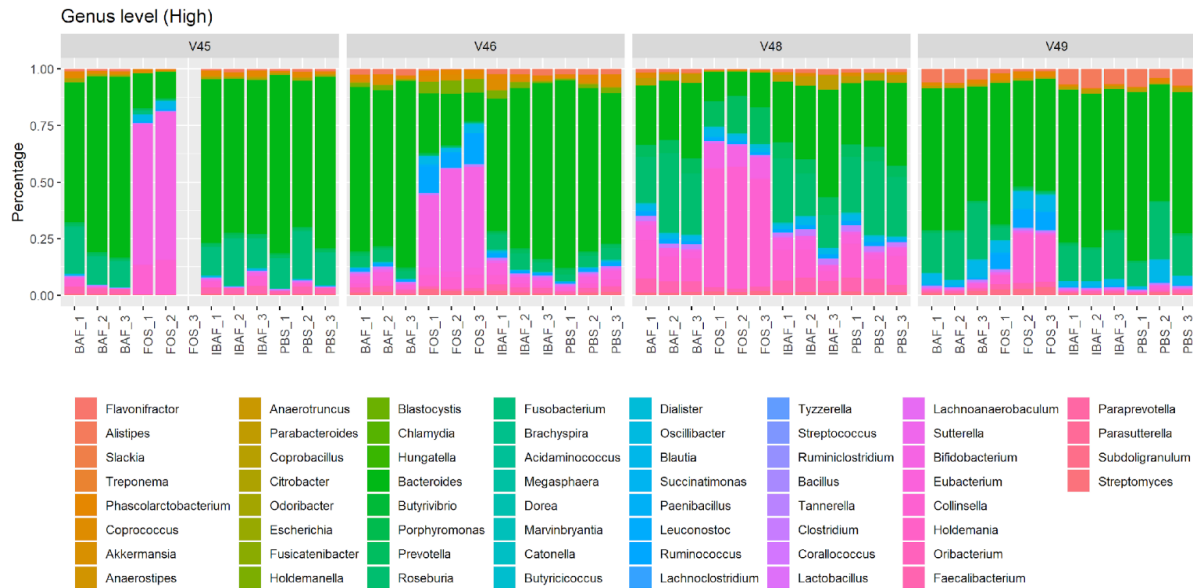 Genus level (High)
V45 V46 V48 V49
Percentage
1.00
0.75
0.50
0.25
0.00
BAF_1 BAF_2 BAF_3 FOS_1 FOS_2 FOS_3 IBAF_1 IBAF_2 IBAF_3 PBS_1 PBS_2 PBS_3 BAF_1 BAF_2 BAF_3 FOS_1 FOS_2 FOS_3 IBAF_1 IBAF_2 IBAF_3 PBS_1 PBS_2 PBS_3 BAF_1 BAF_2 BAF_3 FOS_1 FOS_2 FOS_3 IBAF_1 IBAF_2 IBAF_3 PBS_1 PBS_2 PBS_3 BAF_1 BAF_2 BAF_3 FOS_1 FOS_2 FOS_3 IBAF_1 IBAF_2 IBAF_3 PBS_1 PBS_2 PBS_3
Flavonifractor Anaerotruncus Blastocystis Fusobacterium Dialister Tyzzerella Lachnoanaerobaculum Paraprevotella
Alistipes Parabacteroides Chlamydia Brachyspira Oscillibacter Streptococcus Sutterella Parasutterella
Slackia Coprobacillus Hungatella Acidaminococcus Blautia Ruminiclostridium Bifidobacterium Subdoligranulum
Treponema Citrobacter Bacteroides Megasphaera Succinatimonas Bacillus Eubacterium Streptomyces
Phascolarctobacterium Odoribacter Butyrivibrio Dorea Paenibacillus Tannerella Collinsella
Coprococcus Escherichia Porphyromonas Marvinbryantia Leuconostoc Clostridium Holdemania
Akkermansia Fusicatenibacter Prevotella Catonella Ruminococcus Corallococcus Oribacterium
Anaerostipes Holdemanella Roseburia Butyricicoccus Lachnoclostridium Lactobacillus Faecalibacterium